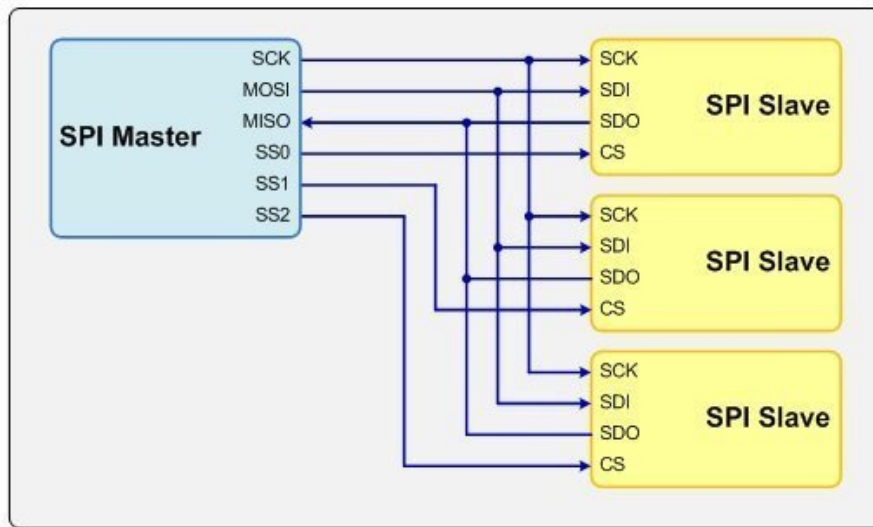 SPI Master
SCK
MOSI
MISO
SS0
SS1
SS2
SCK
SDI
SDO
CS
SPI Slave
SCK
SDI
SDO
CS
SPI Slave
SCK
SDI
SDO
CS
SPI Slave